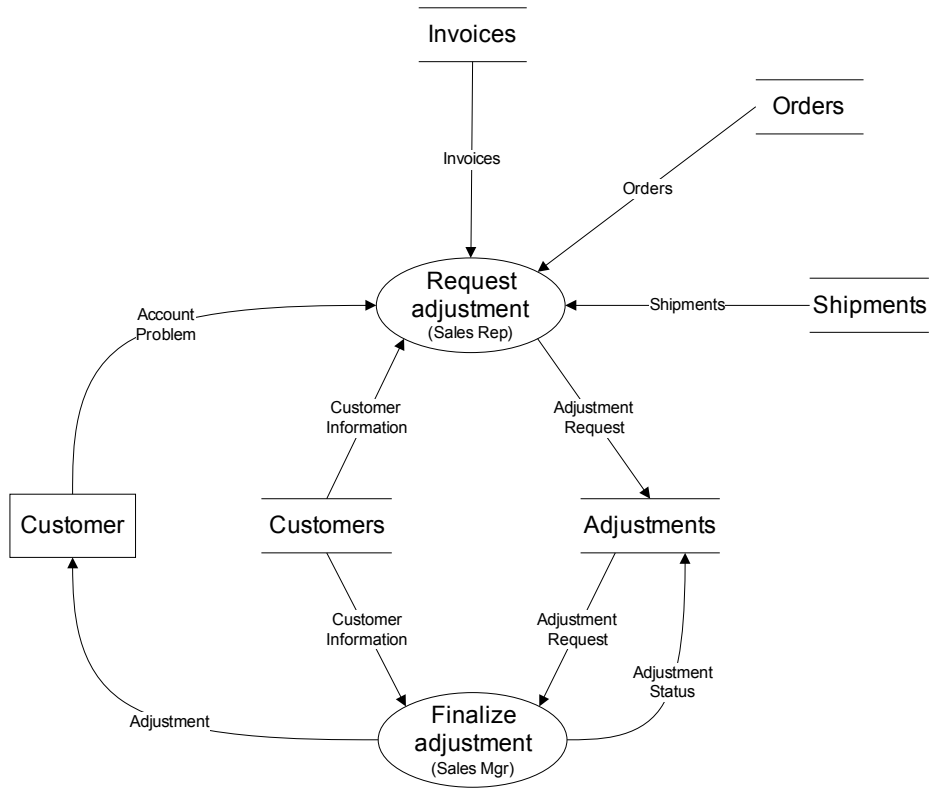 Invoices
Orders
Invoices
Orders
Request
adjustment
(Sales Rep)
Shipments
Shipments
Account
Problem
Customer
Information
Adjustment
Request
Customer
Customers
Adjustments
Customer
Information
Adjustment
Request
Adjustment
Status
Adjustment
Finalize
adjustment
(Sales Mgr)